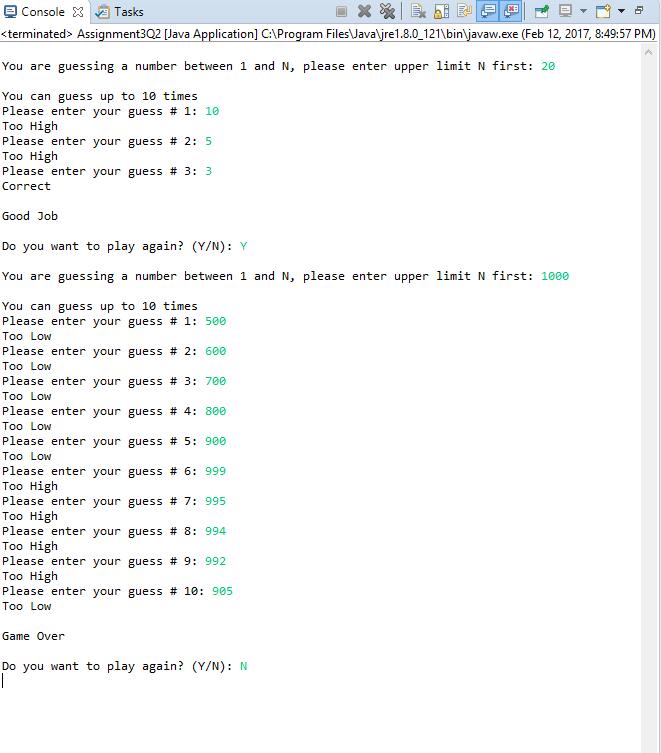 Console Tasks
<terminated> Assignment3Q2 [Java Application] C:\Program Files\Java\jre1.8.0_121\bin\javaw.exe (Feb 12, 2017, 8:49:57 PM)
You are guessing a number between 1 and N, please enter upper limit N first: 20
You can guess up to 10 times
Please enter your guess # 1: 10
Too High
Please enter your guess # 2: 5
Too High
Please enter your guess # 3: 3
Correct
Good Job
Do you want to play again? (Y/N): Y
You are guessing a number between 1 and N, please enter upper limit N first: 1000
You can guess up to 10 times
Please enter your guess # 1: 500
Too Low
Please enter your guess # 2: 600
Too Low
Please enter your guess # 3: 700
Too Low
Please enter your guess # 4: 800
Too Low
Please enter your guess # 5: 900
Too Low
Please enter your guess # 6: 999
Too High
Please enter your guess # 7: 995
Too High
Please enter your guess # 8: 994
Too High
Please enter your guess # 9: 992
Too High
Please enter your guess # 10: 905
Too Low
Game Over
Do you want to play again? (Y/N): N